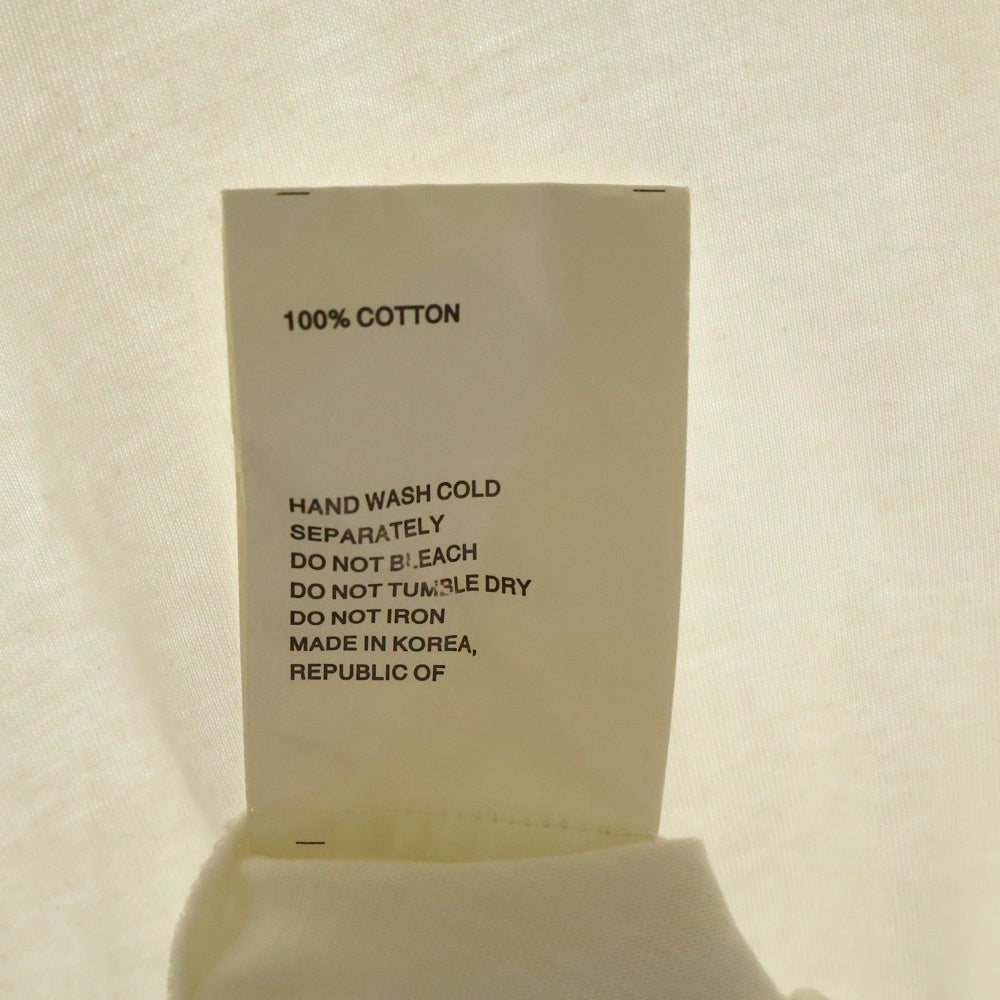 100% COTTON
HAND WASH COLD
SEPARATELY
DO NOT BLEACH
DO NOT TUMBLE DRY
DO NOT IRON
MADE IN KOREA,
REPUBLIC OF